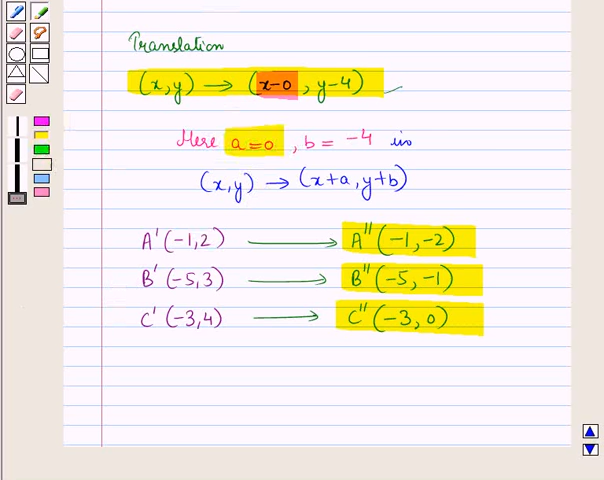 Translation
(x, y) → (x-0, y-4)
Here a=0, b = -4 in
(x, y) → (x+a, y+b)
A'(-1,2) → A''(-1,-2)
B'(-5,3) → B''(-5,-1)
C'(-3,4) → C''(-3, 0)